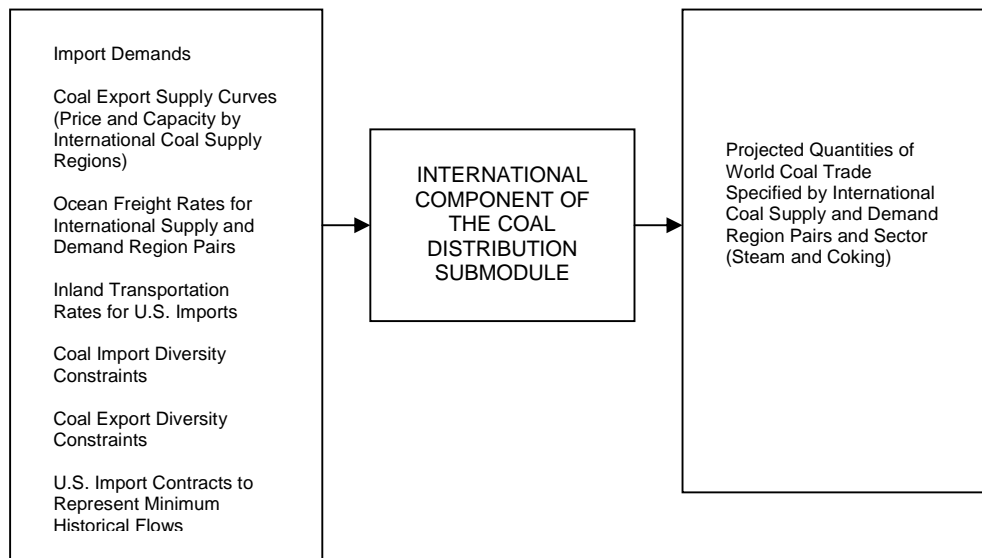 Import Demands
Coal Export Supply Curves
(Price and Capacity by
International Coal Supply
Regions)
Ocean Freight Rates for
International Supply and
Demand Region Pairs
Inland Transportation
Rates for U.S. Imports
Coal Import Diversity
Constraints
Coal Export Diversity
Constraints
U.S. Import Contracts to
Represent Minimum
Historical Flows
INTERNATIONAL
COMPONENT OF
THE COAL
DISTRIBUTION
SUBMODULE
Projected Quantities of
World Coal Trade
Specified by International
Coal Supply and Demand
Region Pairs and Sector
(Steam and Coking)